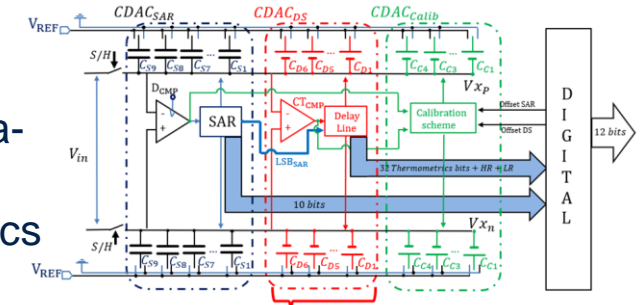 CDAC_SAR CDAC_DS CDAC_Calib
V_REF
S/H
C_S9 C_S8 C_S7 ... C_S1
C_D6 C_D5 ... C_D1
C_C4 C_C3 ... C_C1
Vx_P
D_CMP
CT_CMP
SAR
Delay
Line
Calibration
scheme
Offset SAR
Offset DS
D
I
G
I
T
A
L
12 bits
a-
V_in
LSB_SAR
32 Thermometrics bits + HR + LR
10 bits
cs
Vx_n
S/H
C_S9 C_S8 C_S7 ... C_S1
C_D6 C_D5 ... C_D1
C_C4 C_C3 ... C_C1
V_REF